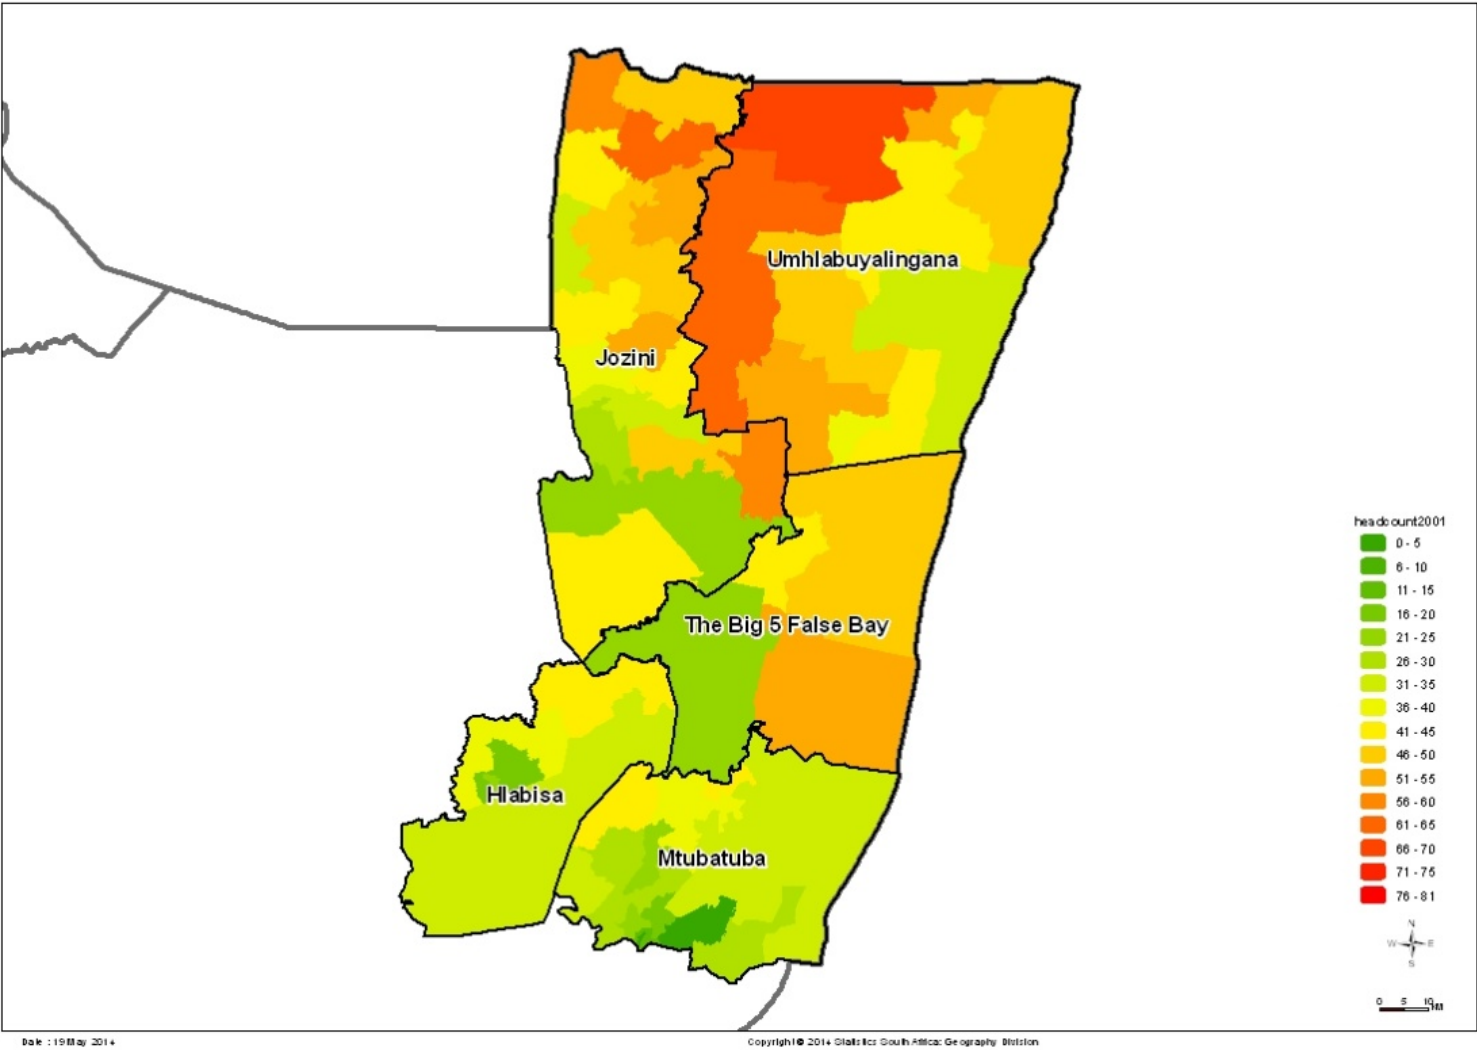 Umhlabuyalingana
Jozini
The Big 5 False Bay
Hlabisa
Mtubatuba
headcount2001
0 - 5
6 - 10
11 - 15
16 - 20
21 - 25
26 - 30
31 - 35
36 - 40
41 - 45
46 - 50
51 - 55
56 - 60
61 - 65
66 - 70
71 - 75
76 - 81
N
W E
S
0 5 10
KM
Date : 19 May 2014
Copyright © 2014 Statistics South Africa: Geography Division